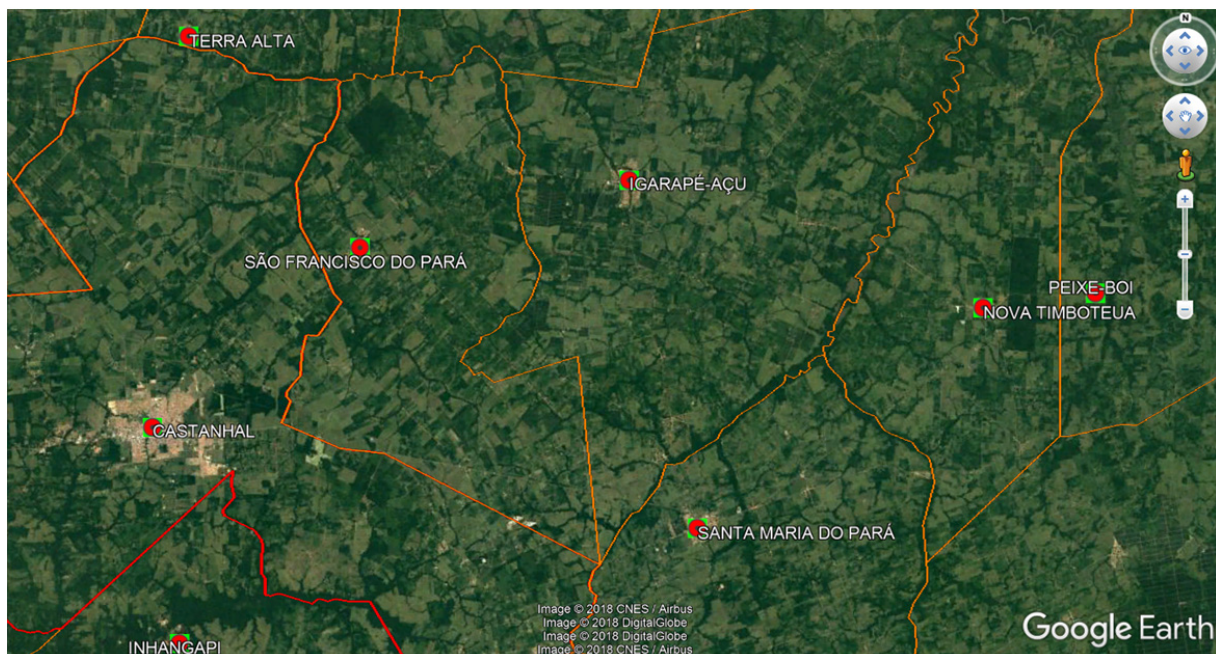 N
TERRA ALTA
IGARAPÉ-AÇU
SÃO FRANCISCO DO PARÁ
PEIXE-BOI
NOVA TIMBOTEUA
CASTANHAL
SANTA MARIA DO PARÁ
INHANGAPI
Image © 2018 CNES / Airbus
Image © 2018 DigitalGlobe
Image © 2018 DigitalGlobe
Image © 2018 CNES / Airbus
Google Earth